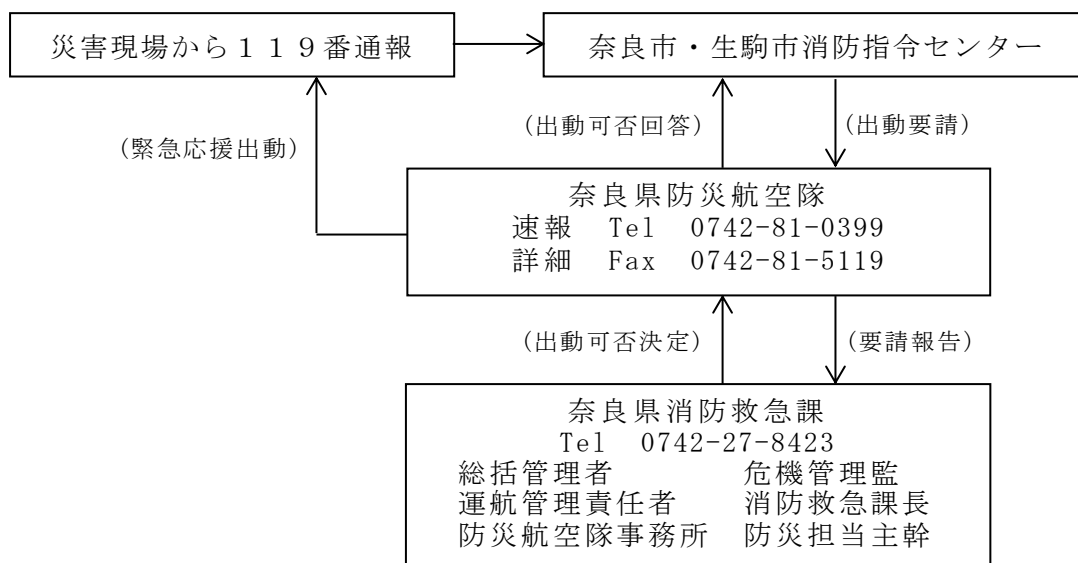 災害現場から１１９番通報
奈良市・生駒市消防指令センター
(緊急応援出動)
(出動可否回答)
(出動要請)
奈良県防災航空隊
速報　Tel　0742-81-0399
詳細　Fax　0742-81-5119
(出動可否決定)
(要請報告)
奈良県消防救急課
Tel　0742-27-8423
総括管理者　危機管理監
運航管理責任者　消防救急課長
防災航空隊事務所　防災担当主幹